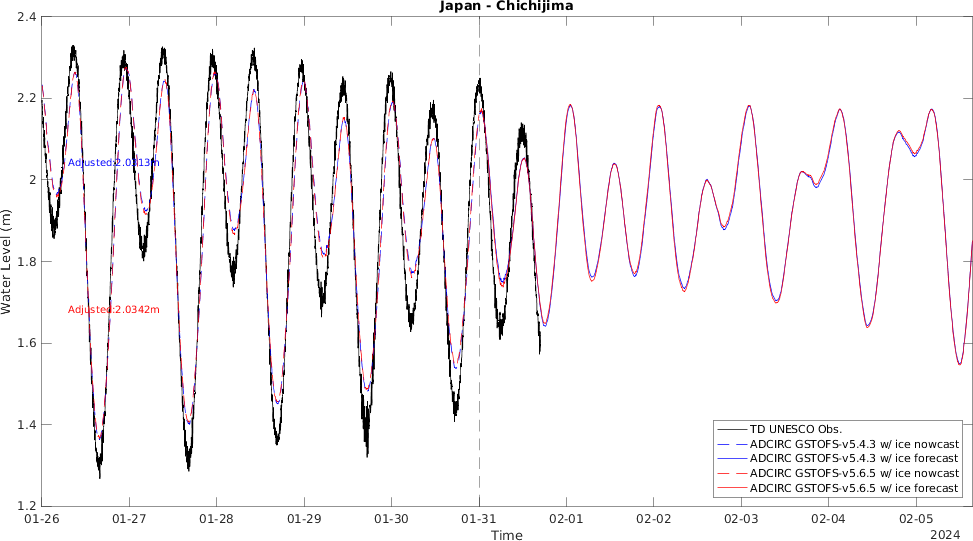 Japan - Chichijima
2.4
2.2
2
1.8
1.6
1.4
1.2
Water Level (m)
Adjusted:2.0313m
Adjusted:2.0342m
TD UNESCO Obs.
ADCIRC GSTOFS-v5.4.3 w/ ice nowcast
ADCIRC GSTOFS-v5.4.3 w/ ice forecast
ADCIRC GSTOFS-v5.6.5 w/ ice nowcast
ADCIRC GSTOFS-v5.6.5 w/ ice forecast
01-26 01-27 01-28 01-29 01-30 01-31 02-01 02-02 02-03 02-04 02-05
Time
2024